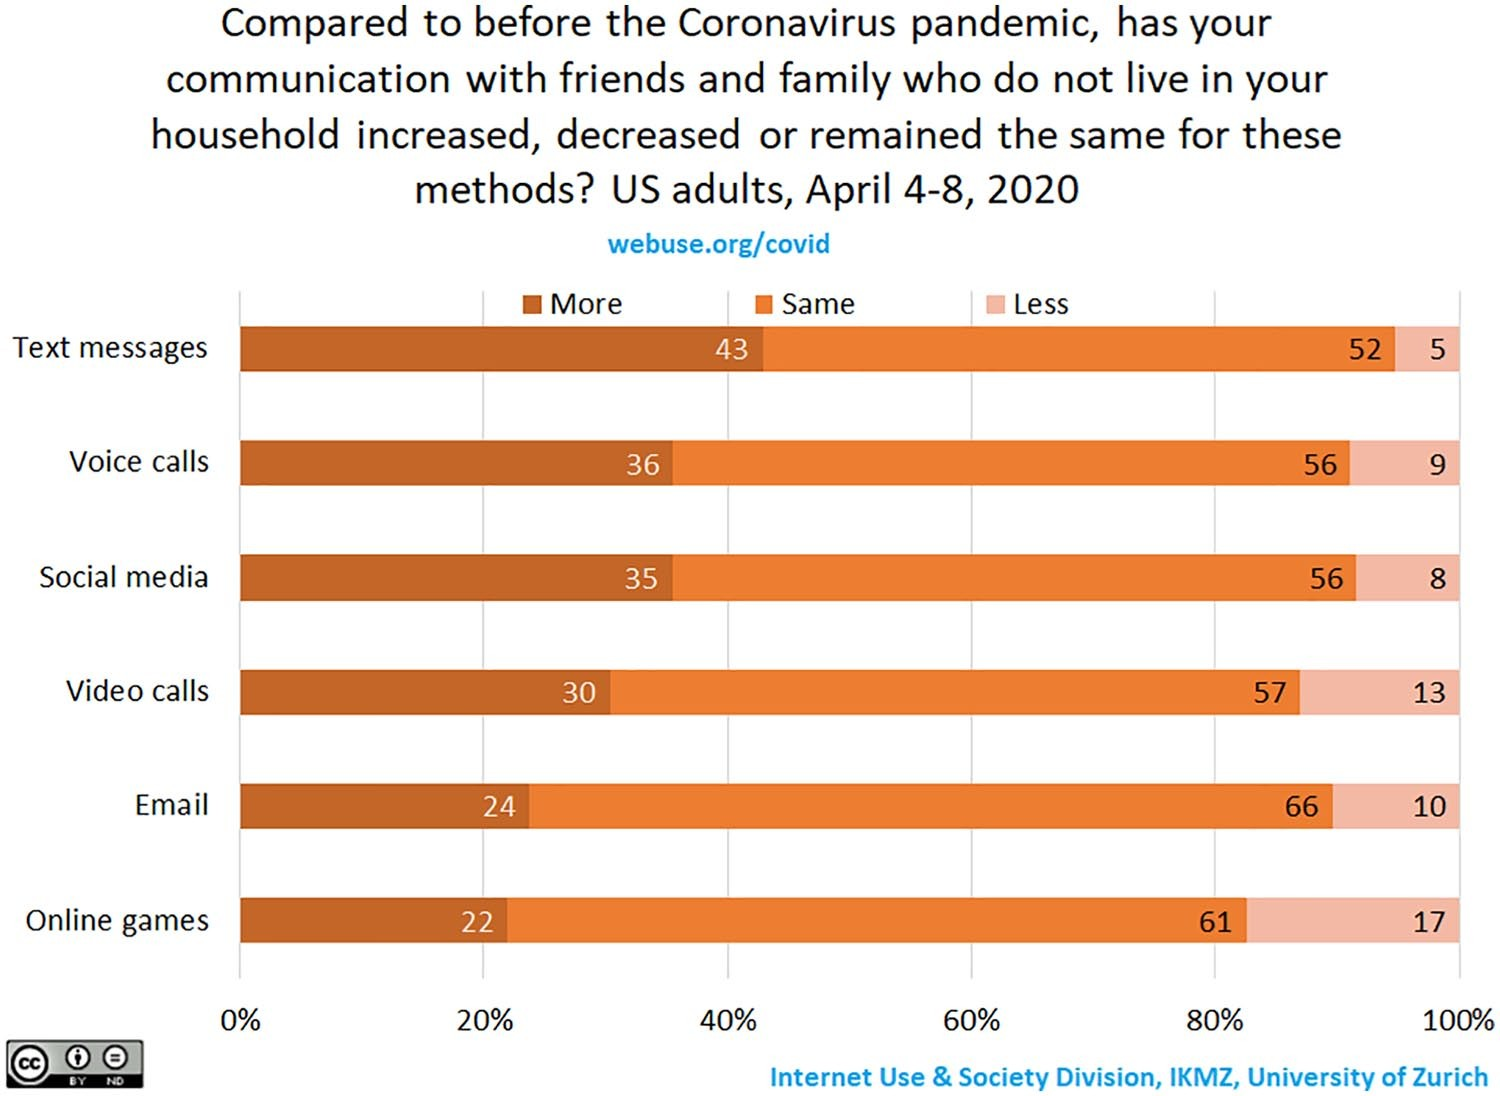 Compared to before the Coronavirus pandemic, has your
communication with friends and family who do not live in your
household increased, decreased or remained the same for these
methods? US adults, April 4-8, 2020
webuse.org/covid
More Same Less
Text messages 43 52 5
Voice calls 36 56 9
Social media 35 56 8
Video calls 30 57 13
Email 24 66 10
Online games 22 61 17
0% 20% 40% 60% 80% 100%
cc BY ND
Internet Use & Society Division, IKMZ, University of Zurich